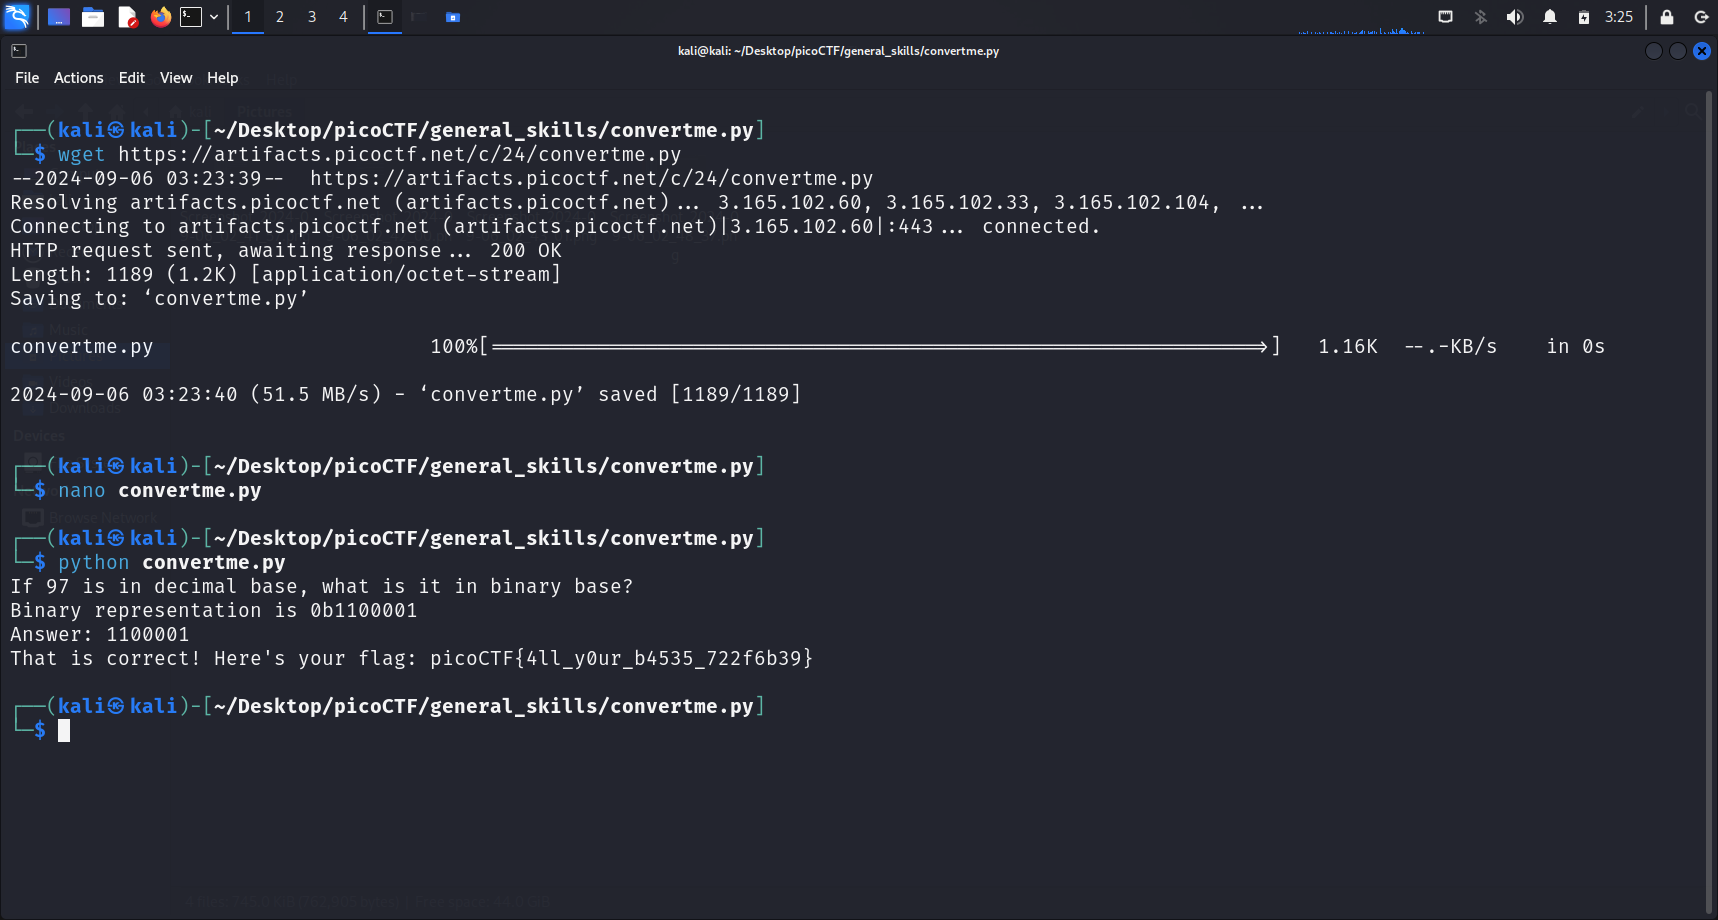 1 2 3 4 3:25
kali@kali: ~/Desktop/picoCTF/general_skills/convertme.py
File Actions Edit View Help
┌──(kali㉿kali)-[~/Desktop/picoCTF/general_skills/convertme.py]
└─$ wget https://artifacts.picoctf.net/c/24/convertme.py
--2024-09-06 03:23:39--  https://artifacts.picoctf.net/c/24/convertme.py
Resolving artifacts.picoctf.net (artifacts.picoctf.net)... 3.165.102.60, 3.165.102.33, 3.165.102.104, ...
Connecting to artifacts.picoctf.net (artifacts.picoctf.net)|3.165.102.60|:443... connected.
HTTP request sent, awaiting response... 200 OK
Length: 1189 (1.2K) [application/octet-stream]
Saving to: ‘convertme.py’
Music
convertme.py 100%[===================>] 1.16K --.-KB/s in 0s
2024-09-06 03:23:40 (51.5 MB/s) - ‘convertme.py’ saved [1189/1189]
Downloads
Devices
┌──(kali㉿kali)-[~/Desktop/picoCTF/general_skills/convertme.py]
└─$ nano convertme.py
Browse Network
┌──(kali㉿kali)-[~/Desktop/picoCTF/general_skills/convertme.py]
└─$ python convertme.py
If 97 is in decimal base, what is it in binary base?
Binary representation is 0b1100001
Answer: 1100001
That is correct! Here's your flag: picoCTF{4ll_y0ur_b4535_722f6b39}
┌──(kali㉿kali)-[~/Desktop/picoCTF/general_skills/convertme.py]
└─$